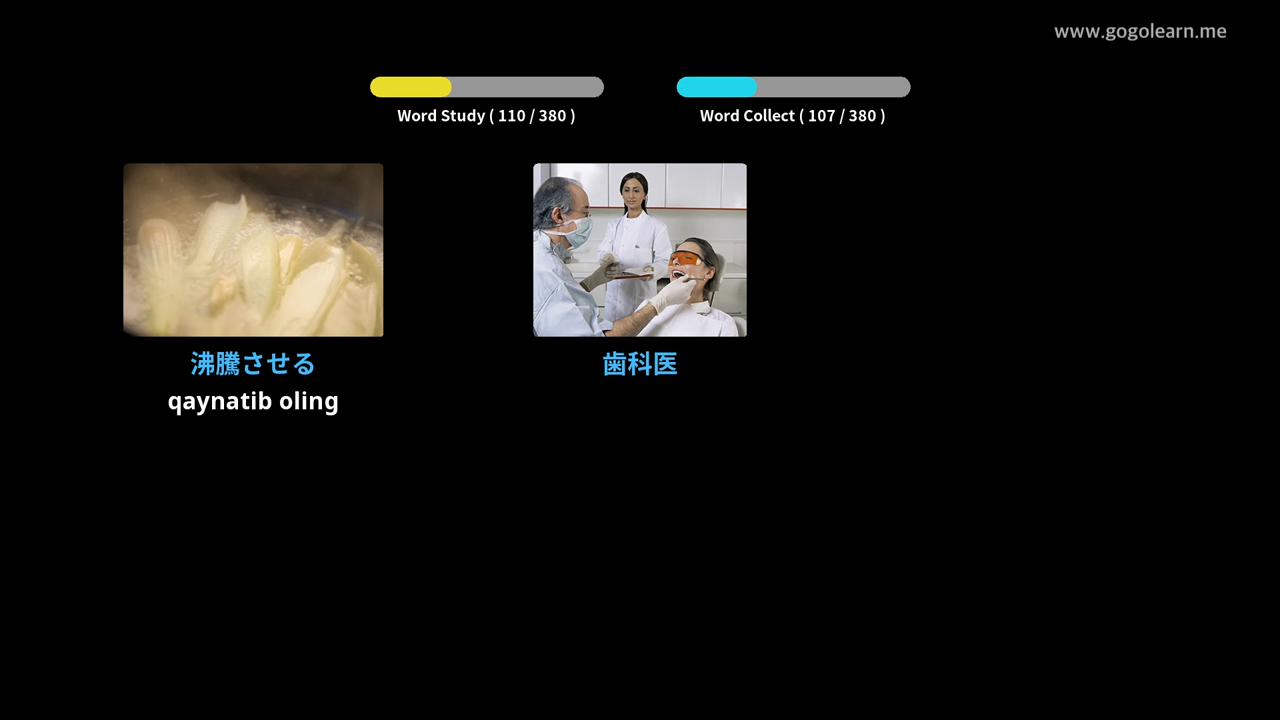 www.gogolearn.me
Word Study ( 110 / 380 )
Word Collect ( 107 / 380 )
沸騰させる
歯科医
qaynatib oling